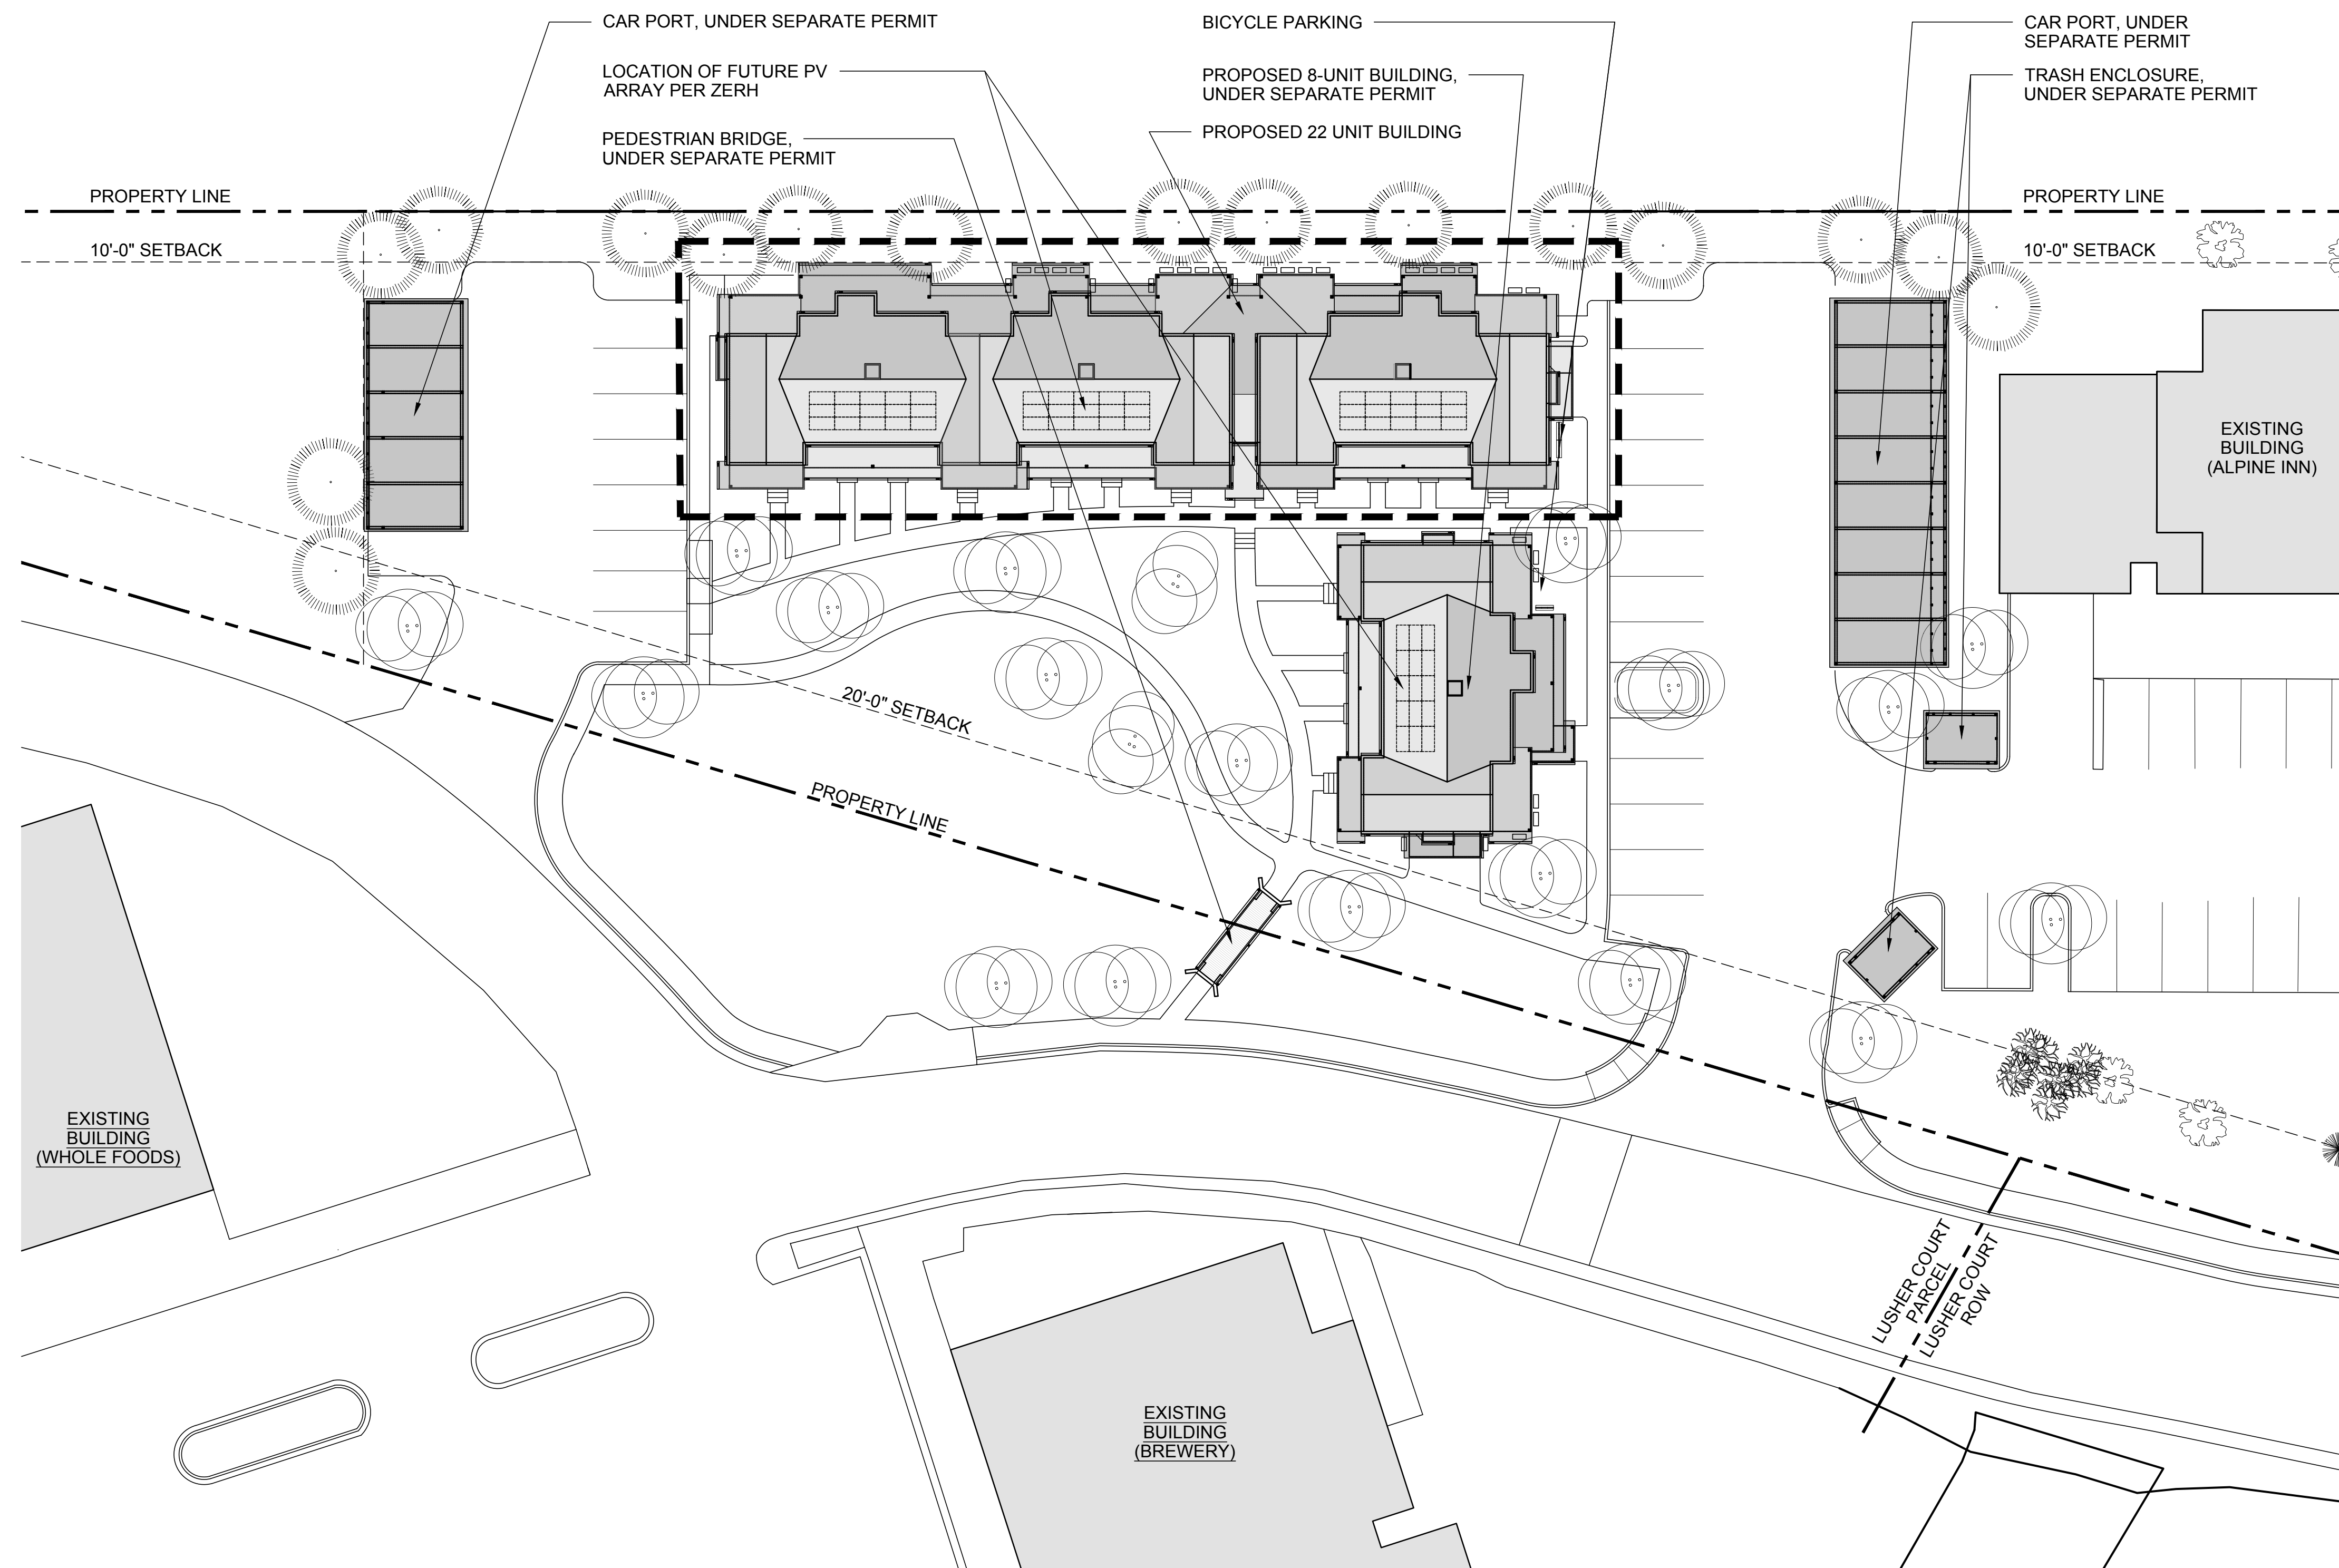 CAR PORT, UNDER SEPARATE PERMIT
LOCATION OF FUTURE PV
ARRAY PER ZERH
PEDESTRIAN BRIDGE,
UNDER SEPARATE PERMIT
BICYCLE PARKING
PROPOSED 8-UNIT BUILDING,
UNDER SEPARATE PERMIT
PROPOSED 22 UNIT BUILDING
CAR PORT, UNDER
SEPARATE PERMIT
TRASH ENCLOSURE,
UNDER SEPARATE PERMIT
PROPERTY LINE
PROPERTY LINE
10'-0" SETBACK
10'-0" SETBACK
EXISTING
BUILDING
(ALPINE INN)
20'-0" SETBACK
PROPERTY LINE
EXISTING
BUILDING
(WHOLE FOODS)
LUSHER COURT
PARCEL
LUSHER COURT
ROW
EXISTING
BUILDING
(BREWERY)